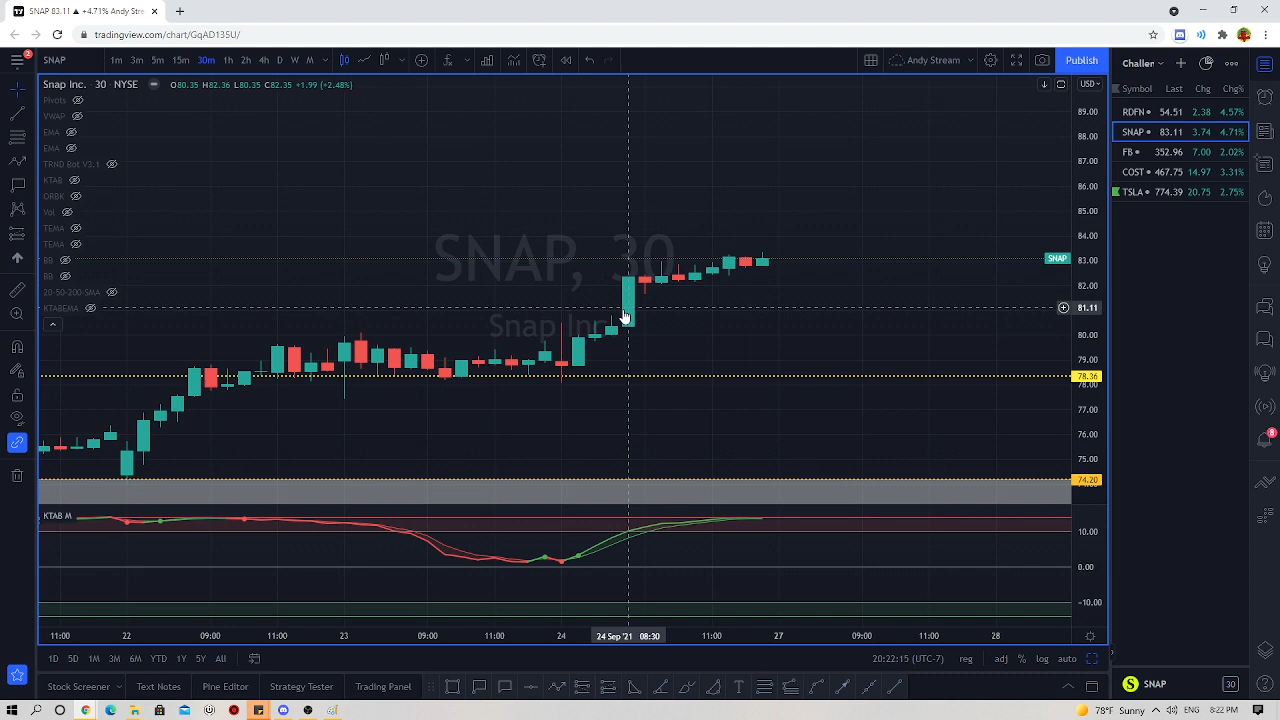 SNAP 83.11 ▲ +4.71% Andy Stre
tradingview.com/chart/GqAD135U/
2
SNAP
1m 3m 5m 15m 30m 1h 2h 4h D W M
Andy Stream
Publish
Snap Inc. · 30 · NYSE
O80.35 H82.36 L80.35 C82.35 +1.99 (+2.48%)
USD
Pivots
VWAP
EMA
EMA
TRND Bot V3.1
KTAB
ORBK
Vol
TEMA
TEMA
BB
BB
20-50-200-SMA
KTABEMA
SNAP, 30
Snap Inc
89.00
88.00
87.00
86.00
85.00
84.00
SNAP
83.00
82.00
81.11
80.00
79.00
78.36
78.00
77.00
76.00
75.00
74.20
KTAB M
10.00
0.00
−10.00
11:00 22 09:00 11:00 23 09:00 11:00 24 24 Sep '21 08:30 11:00 27 09:00 11:00 28
1D 5D 1M 3M 6M YTD 1Y 5Y All
20:22:15 (UTC-7) reg adj % log auto
Stock Screener Text Notes Pine Editor Strategy Tester Trading Panel
Challer
Symbol Last Chg Chg%
RDFN 54.51 2.38 4.57%
SNAP 83.11 3.74 4.71%
FB 352.96 7.00 2.02%
COST 467.75 14.97 3.31%
TSLA 774.39 20.75 2.75%
8
SNAP 30
78°F Sunny ENG 8:22 PM